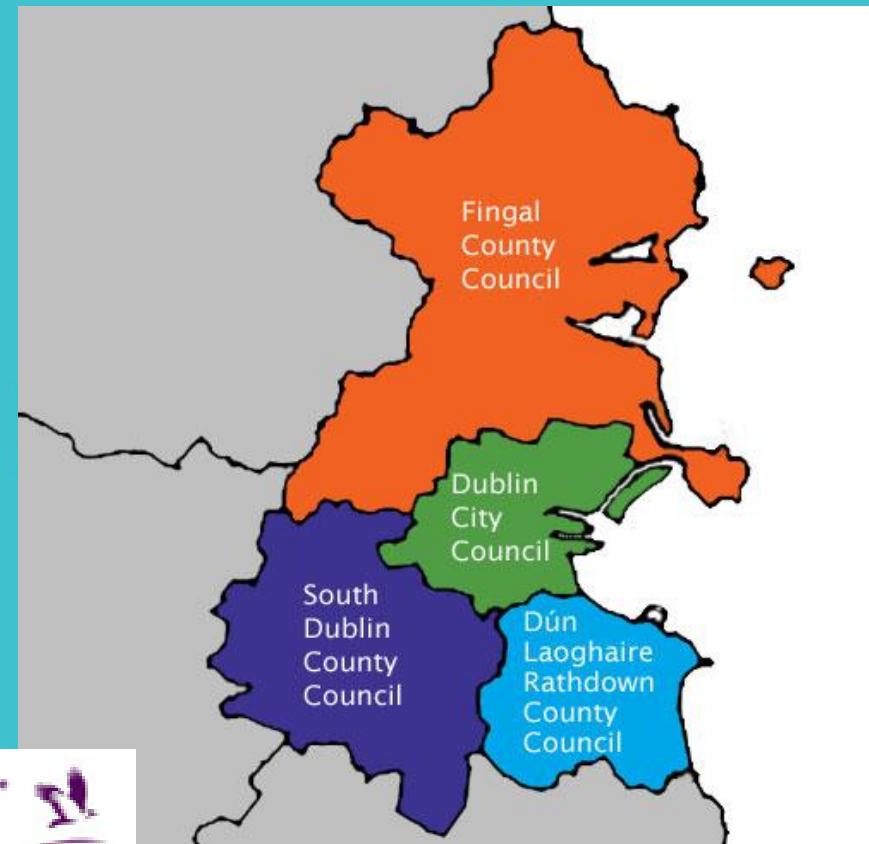 Fingal
County
Council
Dublin
City
Council
South
Dublin
County
Council
Dún
Laoghaire
Rathdown
County
Council